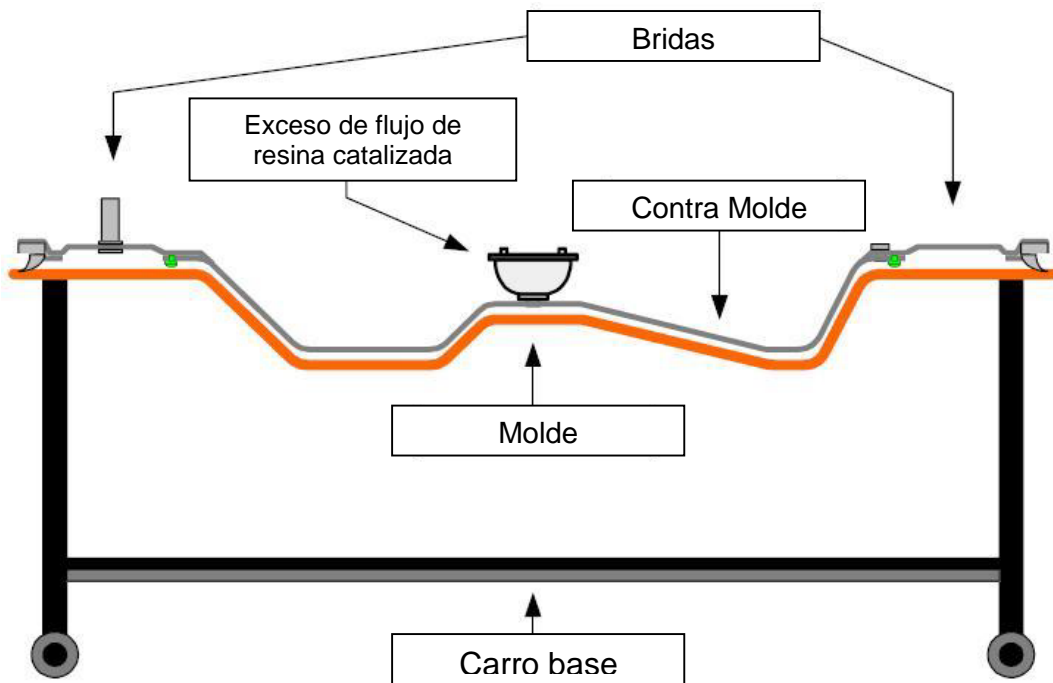 Bridas
Exceso de flujo de
resina catalizada
Contra Molde
Molde
Carro base